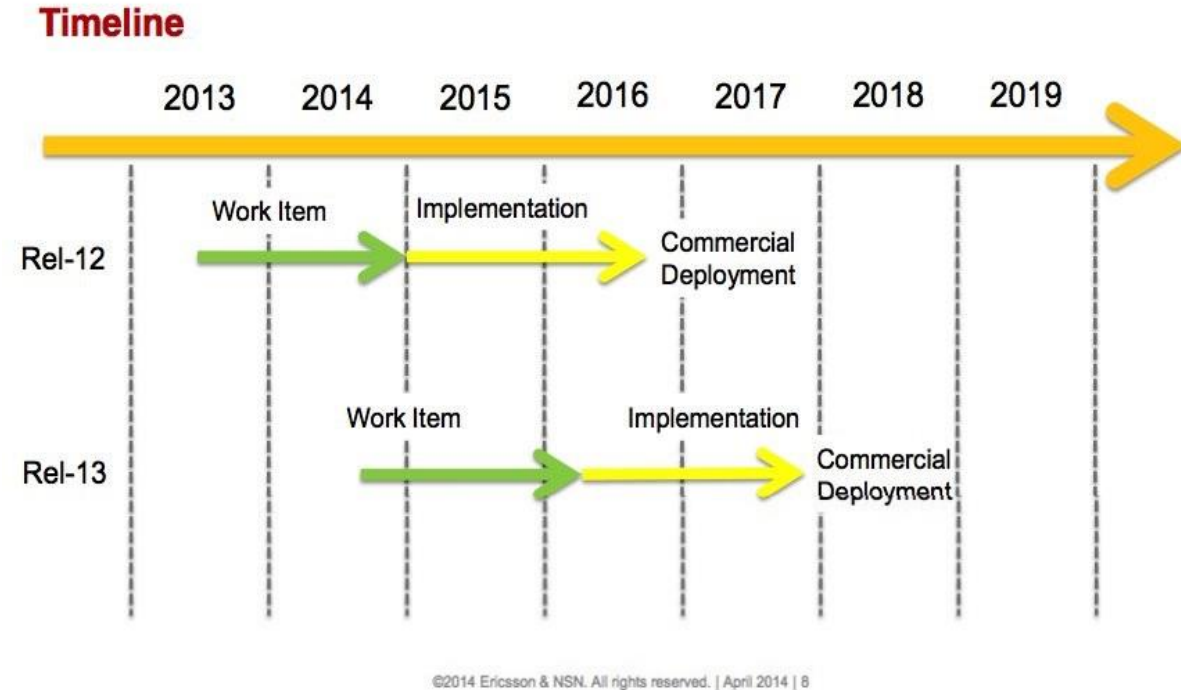 Timeline
2013 2014 2015 2016 2017 2018 2019
Work Item Implementation
Rel-12
Commercial
Deployment
Work Item Implementation
Rel-13
Commercial
Deployment
©2014 Ericsson & NSN. All rights reserved. | April 2014 | 8